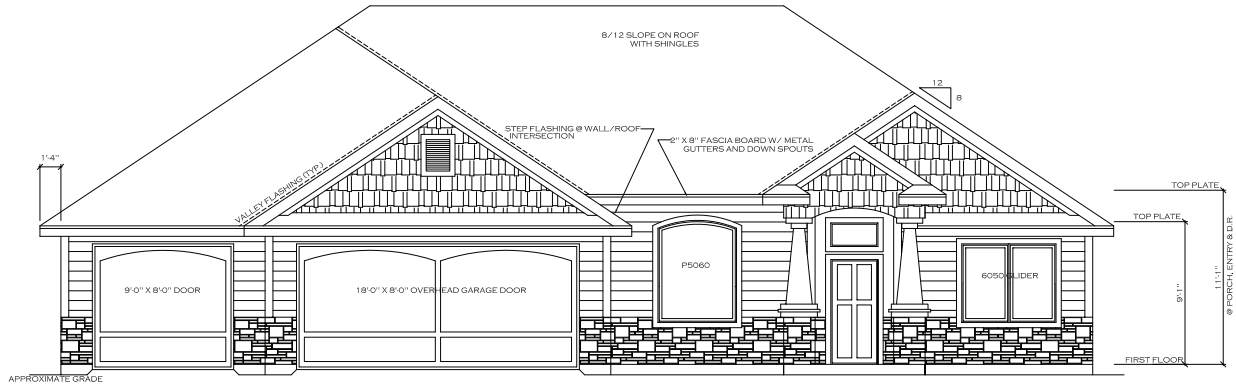 8/12 SLOPE ON ROOF
WITH SHINGLES
12
8
STEP FLASHING @ WALL/ROOF
INTERSECTION
2" X 8" FASCIA BOARD W/ METAL
GUTTERS AND DOWN SPOUTS
1'-4"
VALLEY FLASHING (TYP.)
TOP PLATE
TOP PLATE
P5060
6050 GLIDER
9'-0" X 8'-0" DOOR
18'-0" X 8'-0" OVERHEAD GARAGE DOOR
9'-1"
11'-1"
@ PORCH, ENTRY & D.R.
FIRST FLOOR
APPROXIMATE GRADE